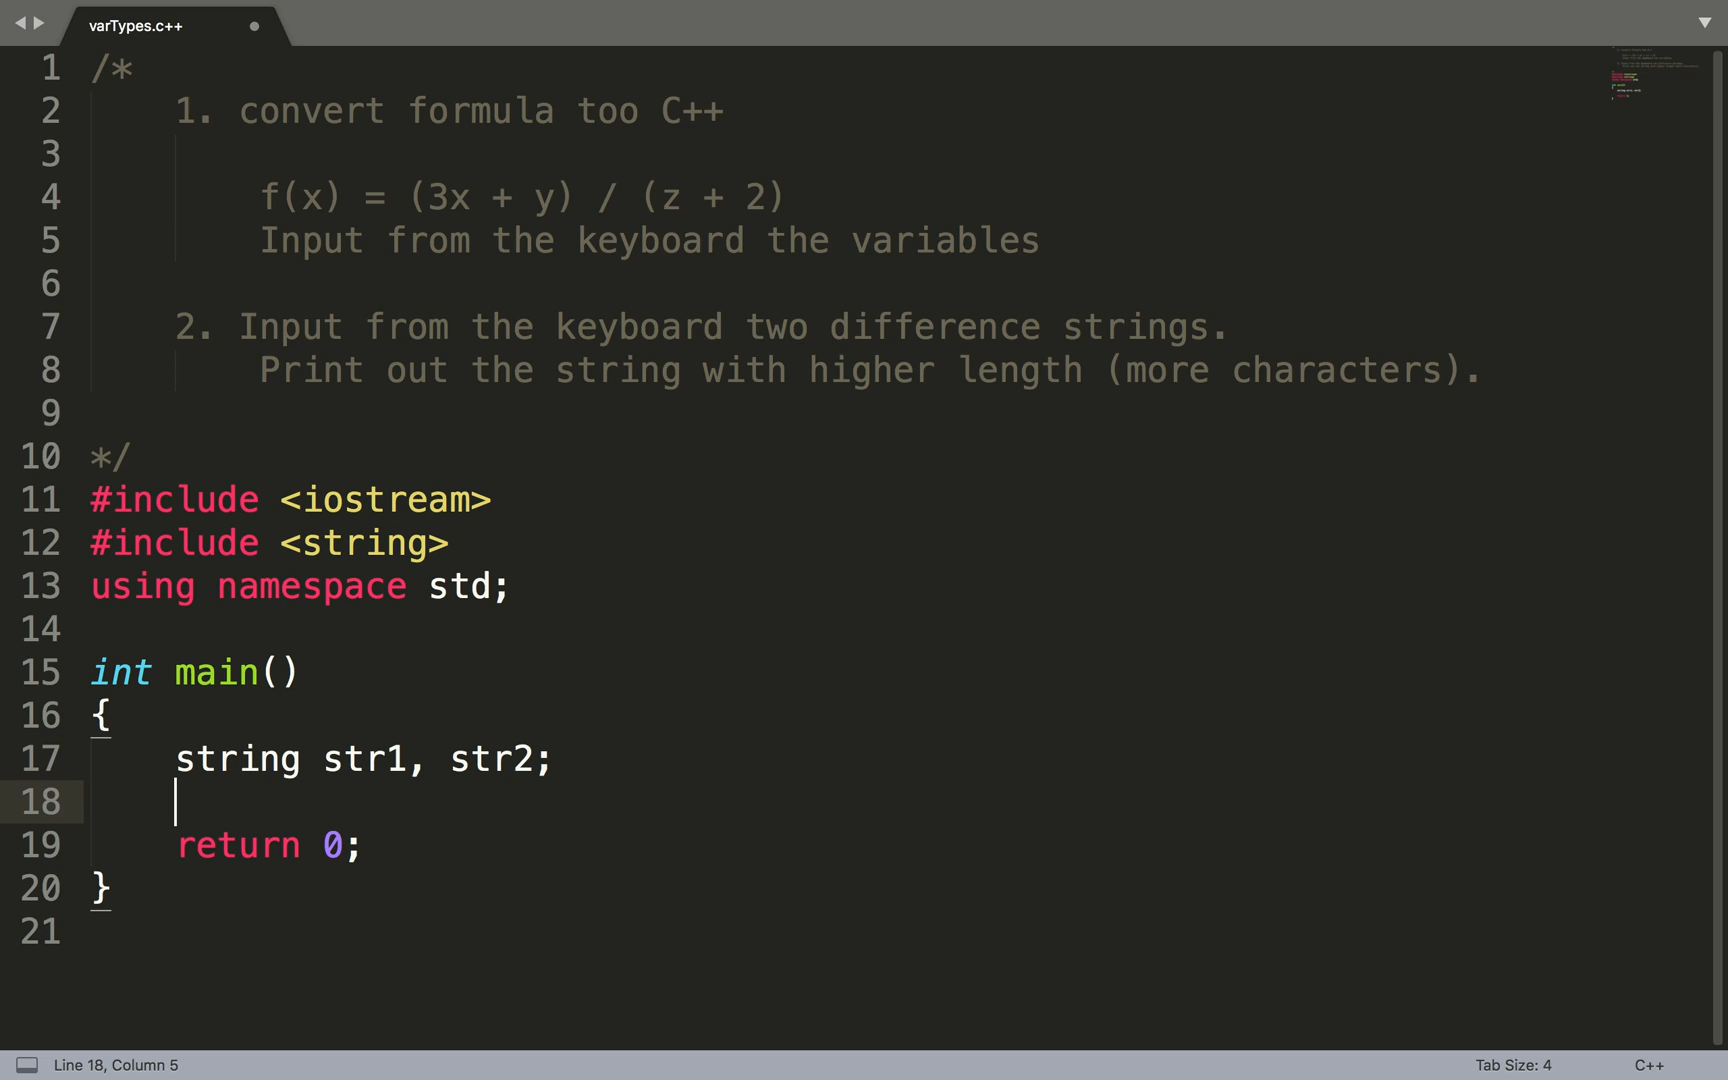 varTypes.c++
1 /*
2 1. convert formula too C++
3
4 f(x) = (3x + y) / (z + 2)
5 Input from the keyboard the variables
6
7 2. Input from the keyboard two difference strings.
8 Print out the string with higher length (more characters).
9
10 */
11 #include <iostream>
12 #include <string>
13 using namespace std;
14
15 int main()
16 {
17 string str1, str2;
18
19 return 0;
20 }
21
Line 18, Column 5 Tab Size: 4 C++